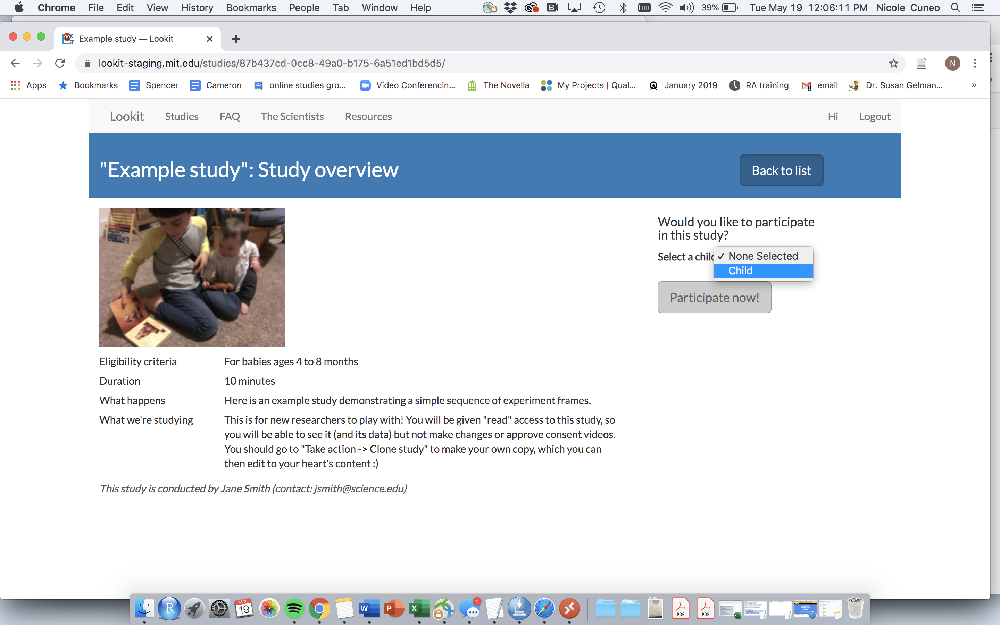 Chrome File Edit View History Bookmarks People Tab Window Help 39% Tue May 19 12:06:11 PM Nicole Cuneo
Example study — Lookit
lookit-staging.mit.edu/studies/87b437cd-0cc8-49a0-b175-6a51ed1bd5d5/
N
Apps Bookmarks Spencer Cameron online studies gro... Video Conferencin... The Novella My Projects | Qual... January 2019 RA training 8 email Dr. Susan Gelman... »
Lookit Studies FAQ The Scientists Resources Hi Logout
"Example study": Study overview
Back to list
Would you like to participate
in this study?
Select a child
✓ None Selected
Child
Participate now!
Eligibility criteria For babies ages 4 to 8 months
Duration 10 minutes
What happens Here is an example study demonstrating a simple sequence of experiment frames.
What we're studying This is for new researchers to play with! You will be given "read" access to this study, so
you will be able to see it (and its data) but not make changes or approve consent videos.
You should go to "Take action -> Clone study" to make your own copy, which you can
then edit to your heart's content :)
This study is conducted by Jane Smith (contact: jsmith@science.edu)
R MAY 19 W P X 1 PDF PDF